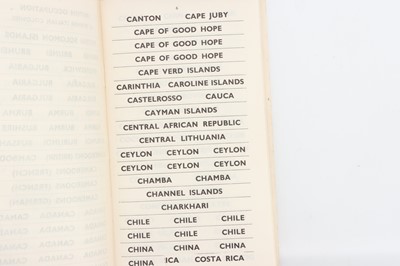 CANTON CAPE JUBY
CAPE OF GOOD HOPE
CAPE OF GOOD HOPE
CAPE OF GOOD HOPE
CAPE VERD ISLANDS
CARINTHIA CAROLINE ISLANDS
CASTELROSSO CAUCA
CAYMAN ISLANDS
CENTRAL AFRICAN REPUBLIC
CENTRAL LITHUANIA
CEYLON CEYLON CEYLON
CEYLON CEYLON CEYLON
CHAMBA CHAMBA
CHANNEL ISLANDS
CHARKHARI
CHILE CHILE CHILE
CHILE CHILE CHILE
CHINA CHINA CHINA
CHINA ICA COSTA RICA